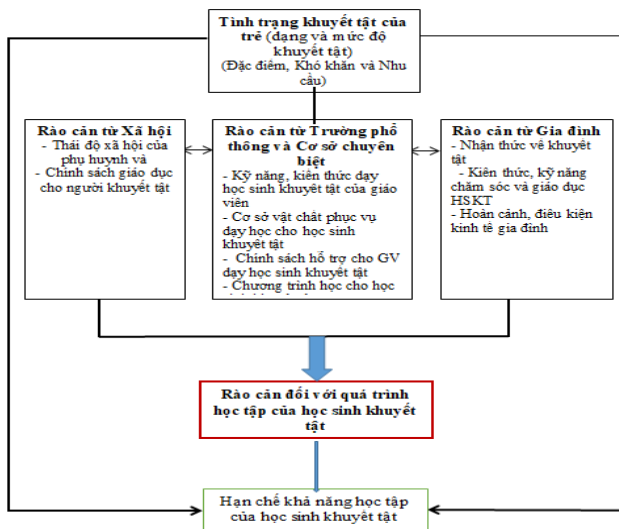 Tình trạng khuyết tật của
trẻ (dạng và mức độ
khuyết tật)
(Đặc điểm, Khó khăn và Nhu
cầu)
Rào cản từ Xã hội
- Thái độ xã hội của
phụ huynh và
- Chính sách giáo dục
cho người khuyết tật
Rào cản từ Trường phổ
thông và Cơ sở chuyên
biệt
- Kỹ năng, kiến thức dạy
học sinh khuyết tật của giáo
viên
- Cơ sở vật chất phục vụ
dạy học cho học sinh
khuyết tật
- Chính sách hỗ trợ cho GV
dạy học sinh khuyết tật
- Chương trình học cho học
Rào cản từ Gia đình
- Nhận thức về khuyết
tật
- Kiến thức, kỹ năng
chăm sóc và giáo dục
HSKT
- Hoàn cảnh, điều kiện
kinh tế gia đình
Rào cản đối với quá trình
học tập của học sinh khuyết
tật
Hạn chế khả năng học tập
của học sinh khuyết tật